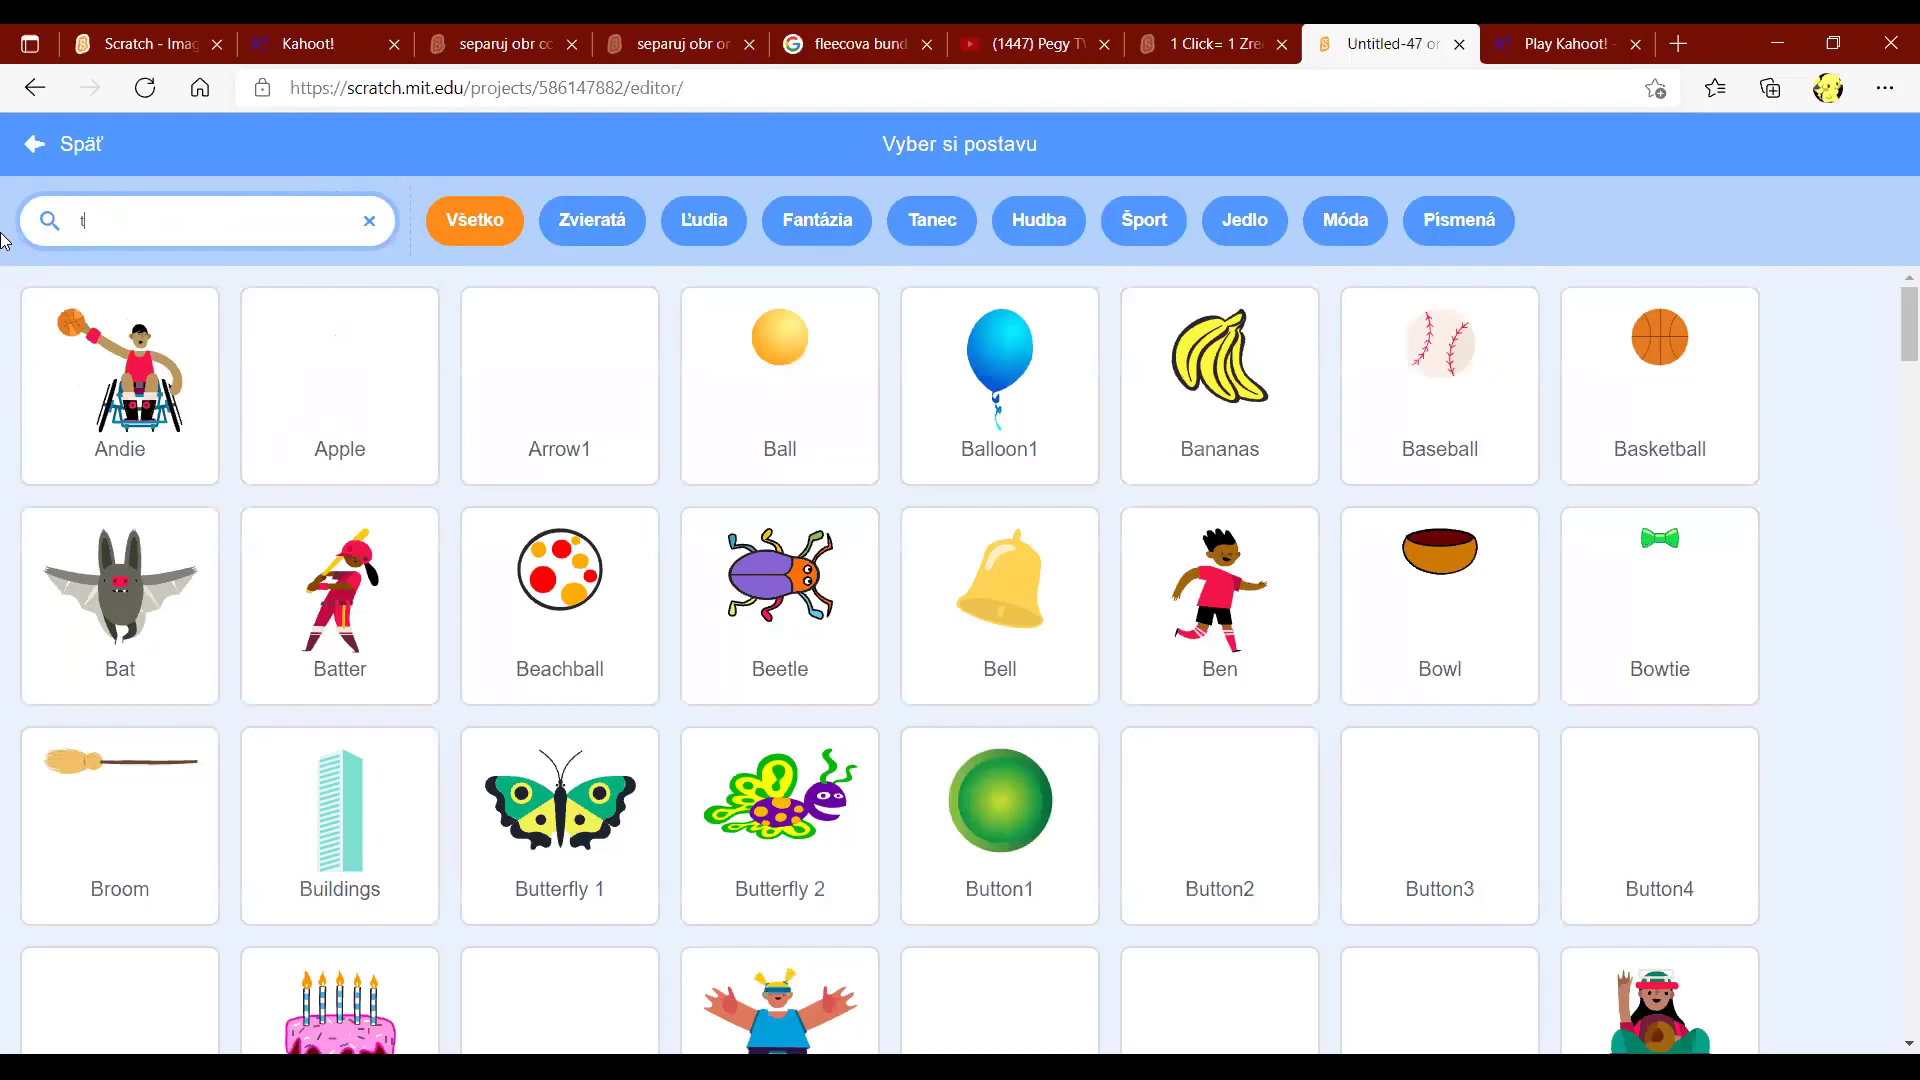 Scratch - Imag
Kahoot!
separuj obr co
separuj obr or
fleecova bund
(1447) Pegy T
1 Click= 1 Zre
Untitled-47 or
Play Kahoot! -
https://scratch.mit.edu/projects/586147882/editor/
Späť
Vyber si postavu
t
Všetko
Zvieratá
Ľudia
Fantázia
Tanec
Hudba
Šport
Jedlo
Móda
Písmená
Andie
Apple
Arrow1
Ball
Balloon1
Bananas
Baseball
Basketball
Bat
Batter
Beachball
Beetle
Bell
Ben
Bowl
Bowtie
Broom
Buildings
Butterfly 1
Butterfly 2
Button1
Button2
Button3
Button4